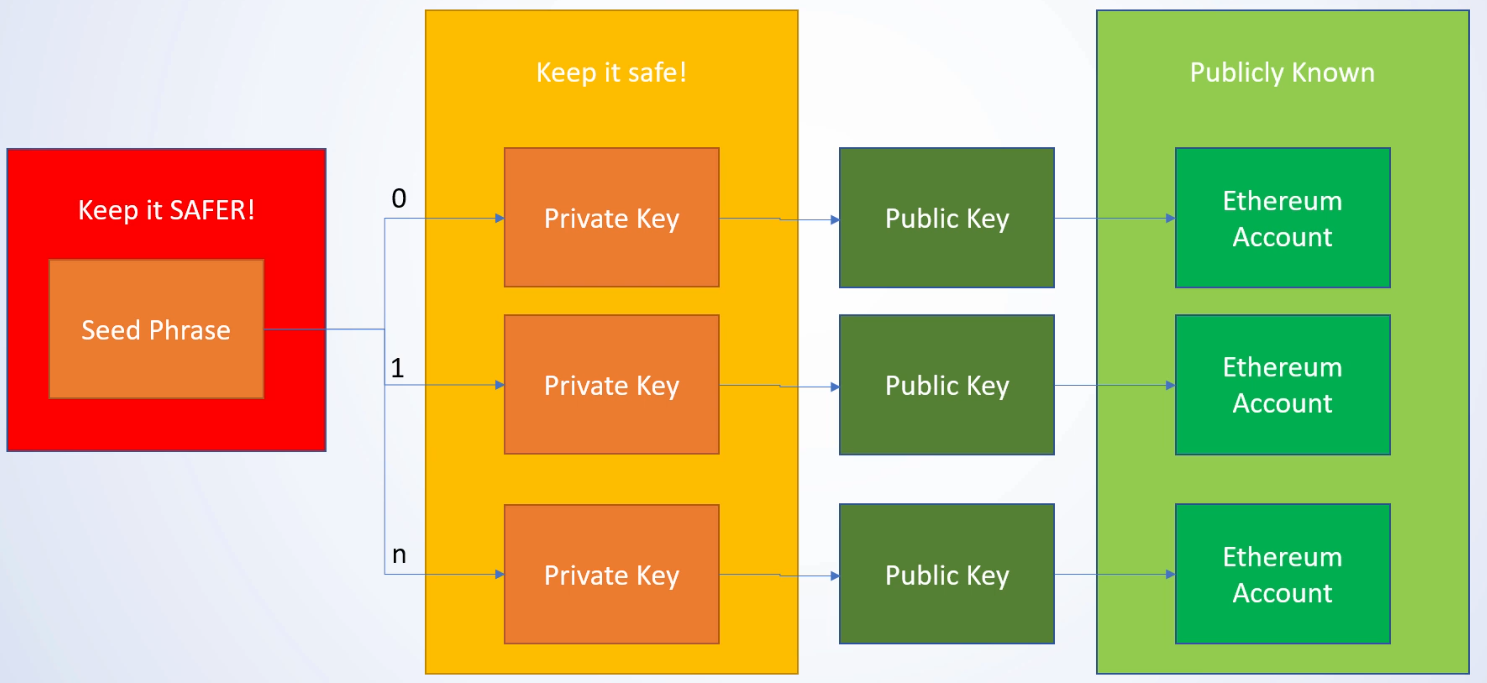 Keep it SAFER!
Seed Phrase
0
1
n
Keep it safe!
Private Key
Private Key
Private Key
Public Key
Public Key
Public Key
Publicly Known
Ethereum
Account
Ethereum
Account
Ethereum
Account